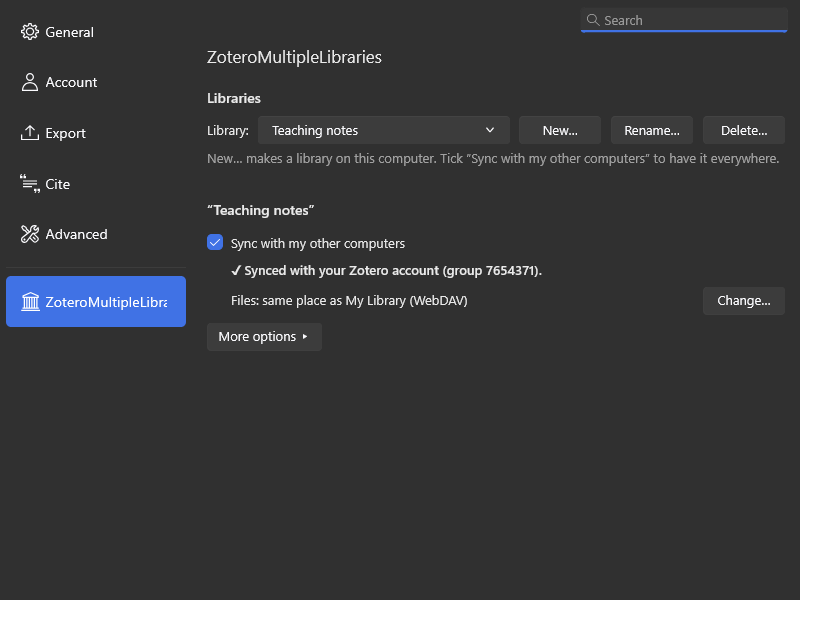 General
Account
Export
Cite
Advanced
ZoteroMultipleLibra
Search
ZoteroMultipleLibraries
Libraries
Library: Teaching notes New... Rename... Delete...
New... makes a library on this computer. Tick “Sync with my other computers” to have it everywhere.
“Teaching notes”
Sync with my other computers
✓ Synced with your Zotero account (group 7654371).
Files: same place as My Library (WebDAV) Change...
More options ▸